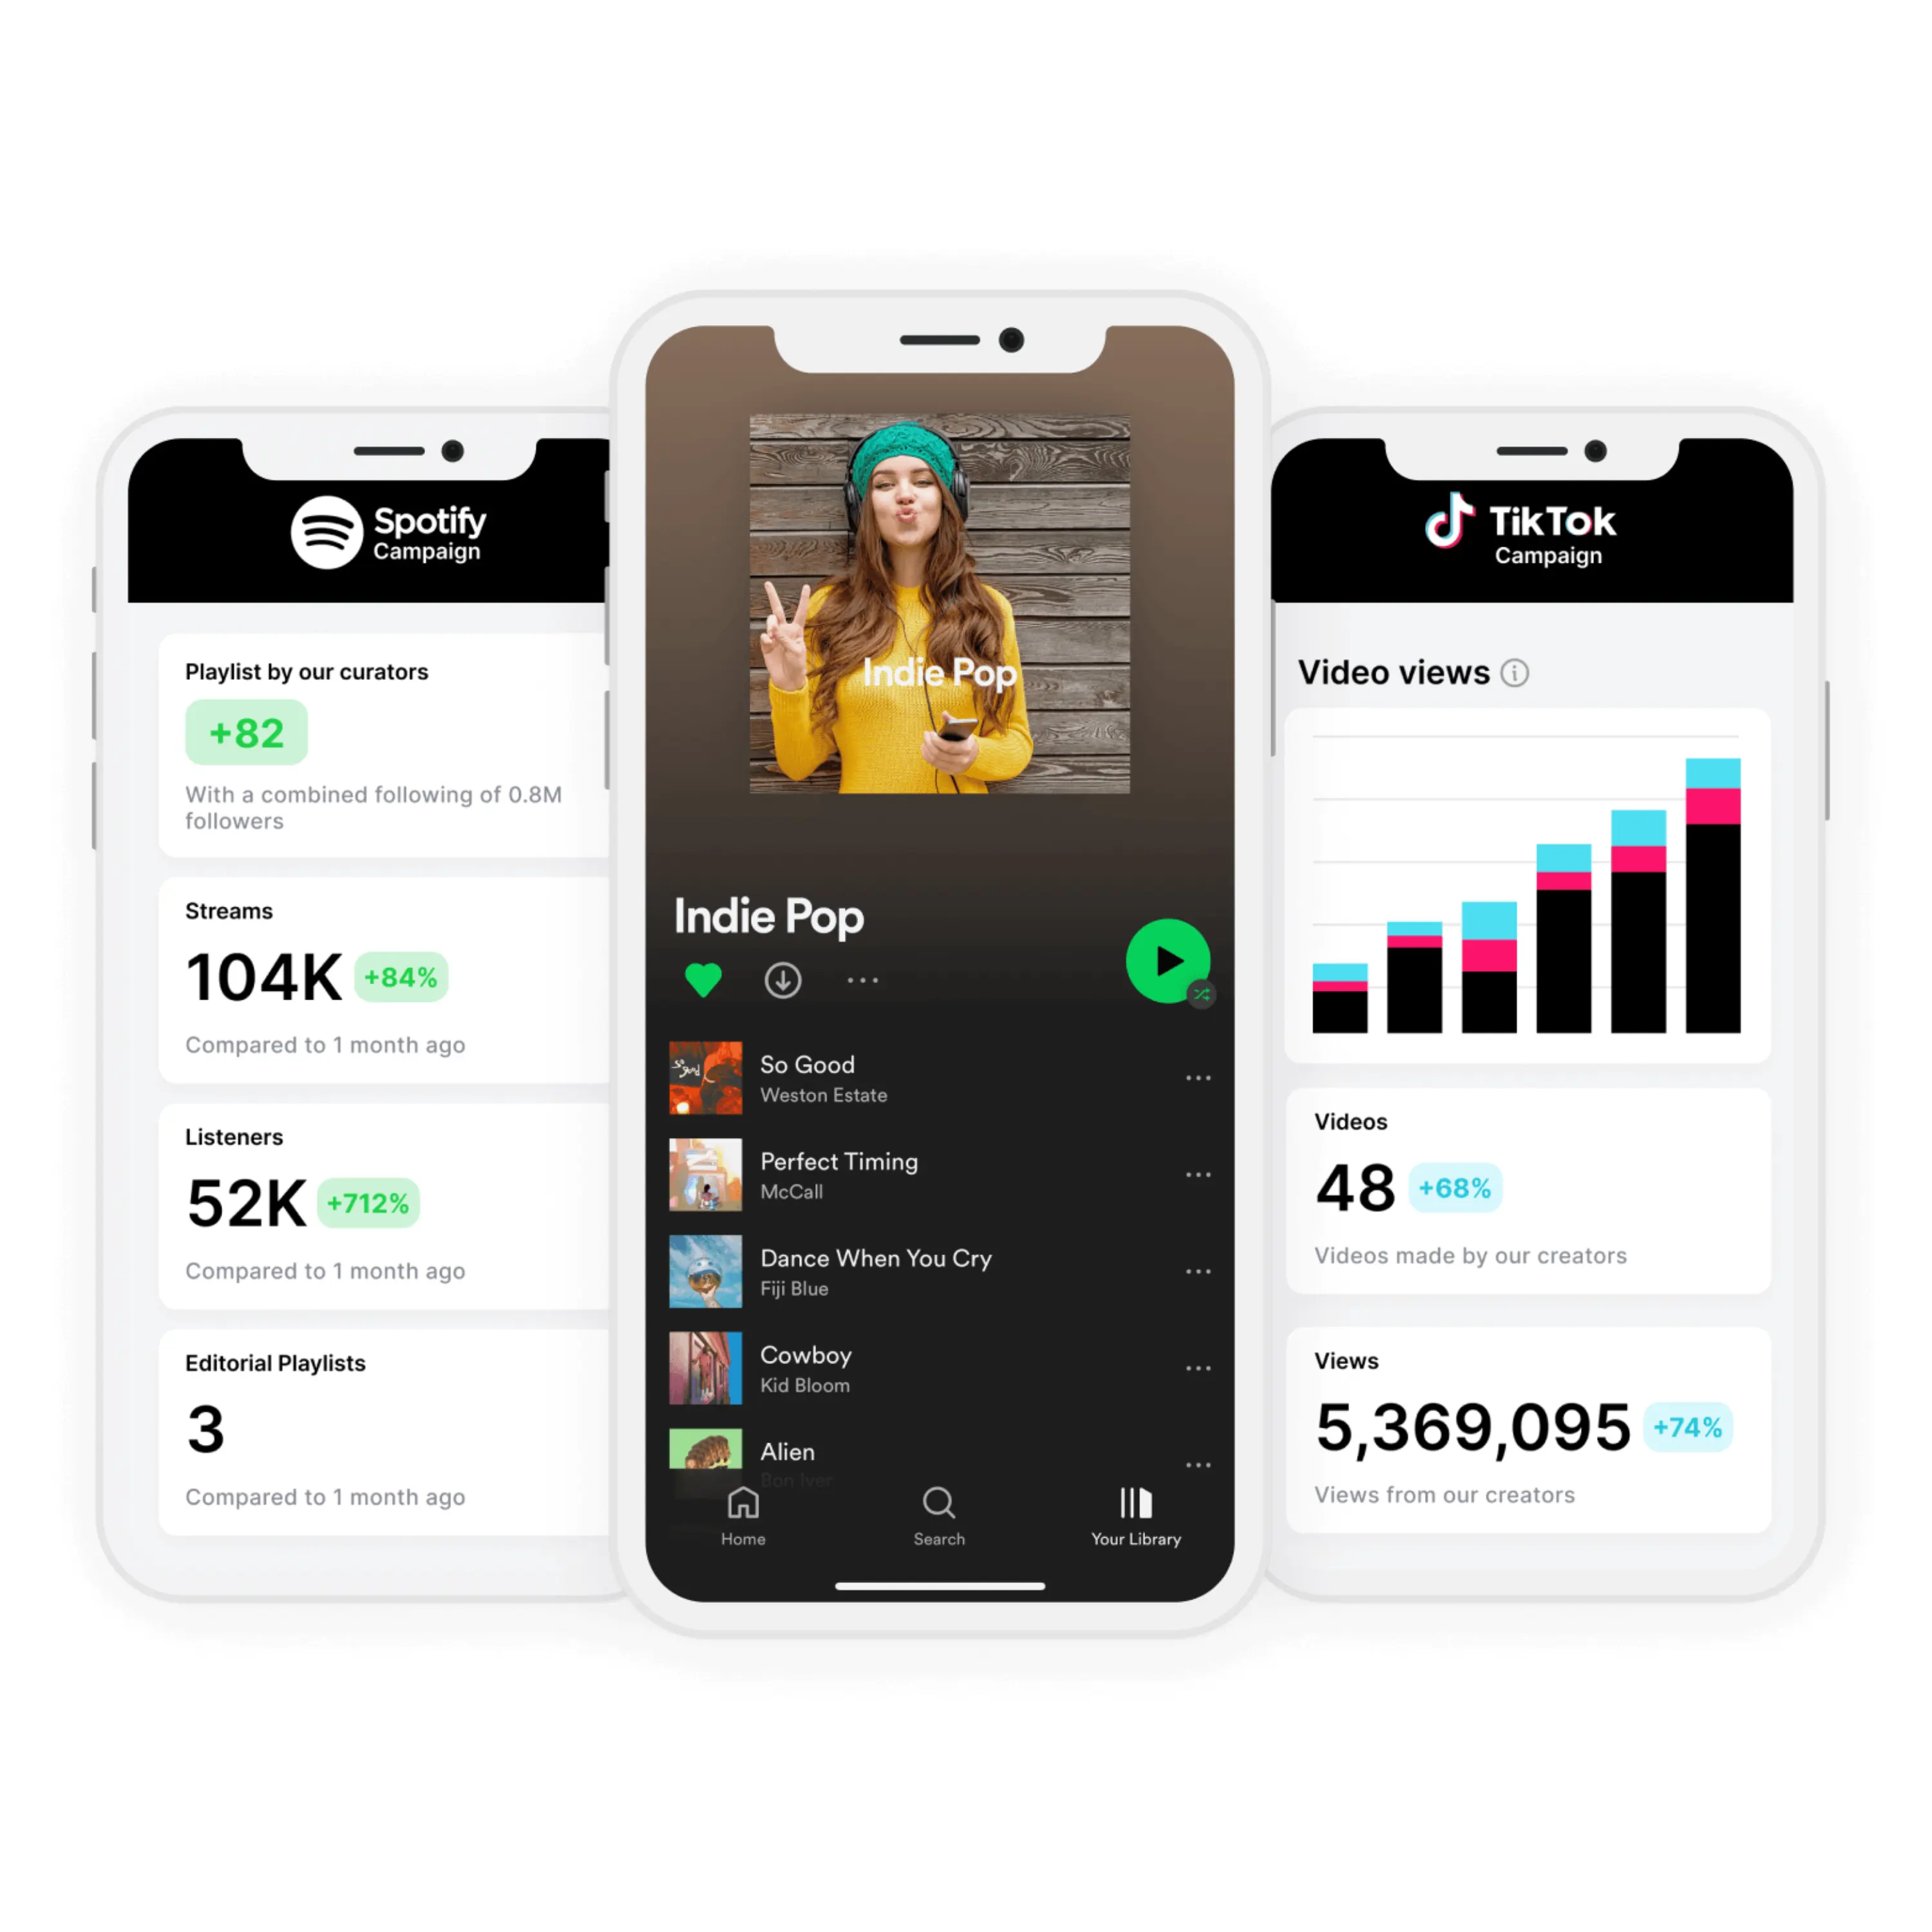 Spotify
Campaign
Playlist by our curators
+82
With a combined following of 0.8M
followers
Streams
104K +84%
Compared to 1 month ago
Listeners
52K +712%
Compared to 1 month ago
Editorial Playlists
3
Compared to 1 month ago
Indie Pop
Indie Pop
so good
So Good
Weston Estate
Perfect Timing
McCall
Dance When You Cry
Fiji Blue
Cowboy
Kid Bloom
Alien
Bon Iver
Home
Search
Your Library
TikTok
Campaign
Video views
Videos
48 +68%
Videos made by our creators
Views
5,369,095 +74%
Views from our creators